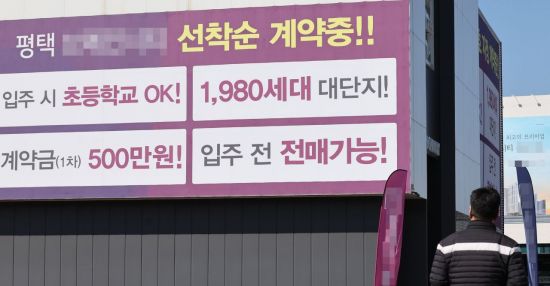 평택 선착순 계약중!!
입주 시 초등학교 OK!
1,980세대 대단지!
계약금(1차) 500만원!
입주 전 전매가능!